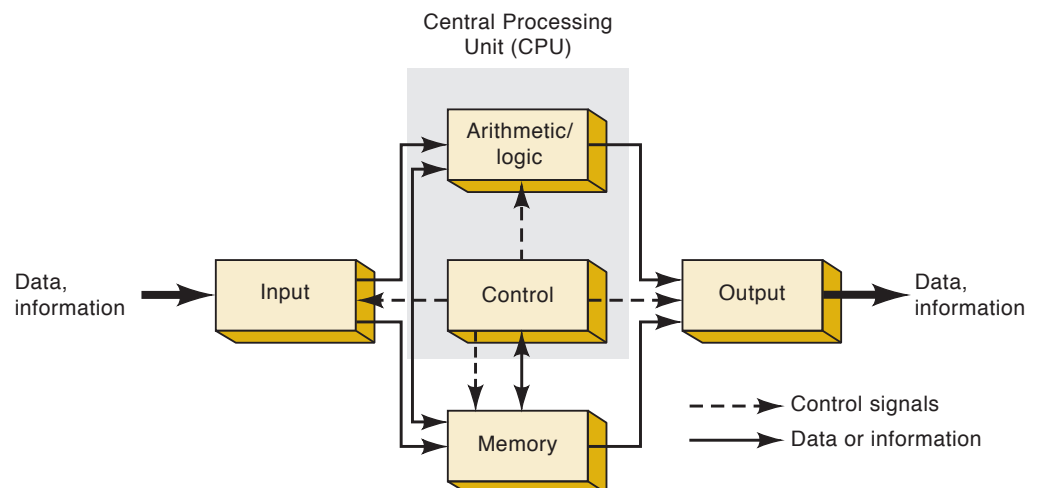 Central Processing
Unit (CPU)
Arithmetic/
logic
Data,
information
Input
Control
Output
Data,
information
Memory
Control signals
Data or information